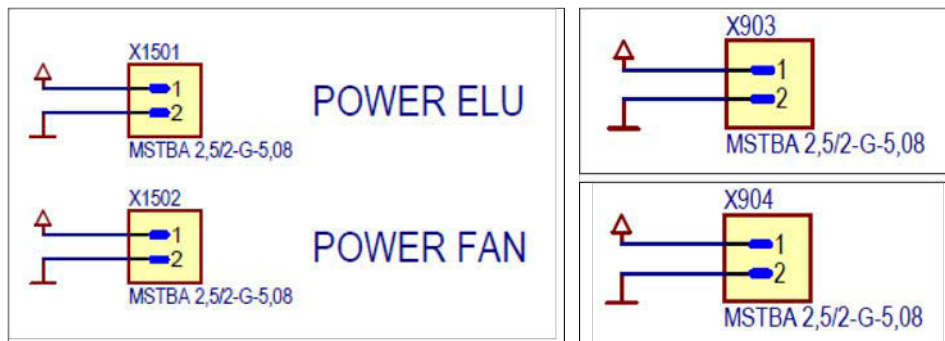 X1501
1
2
POWER ELU
MSTBA 2,5/2-G-5,08
X1502
1
2
POWER FAN
MSTBA 2,5/2-G-5,08
X903
1
2
MSTBA 2,5/2-G-5,08
X904
1
2
MSTBA 2,5/2-G-5,08